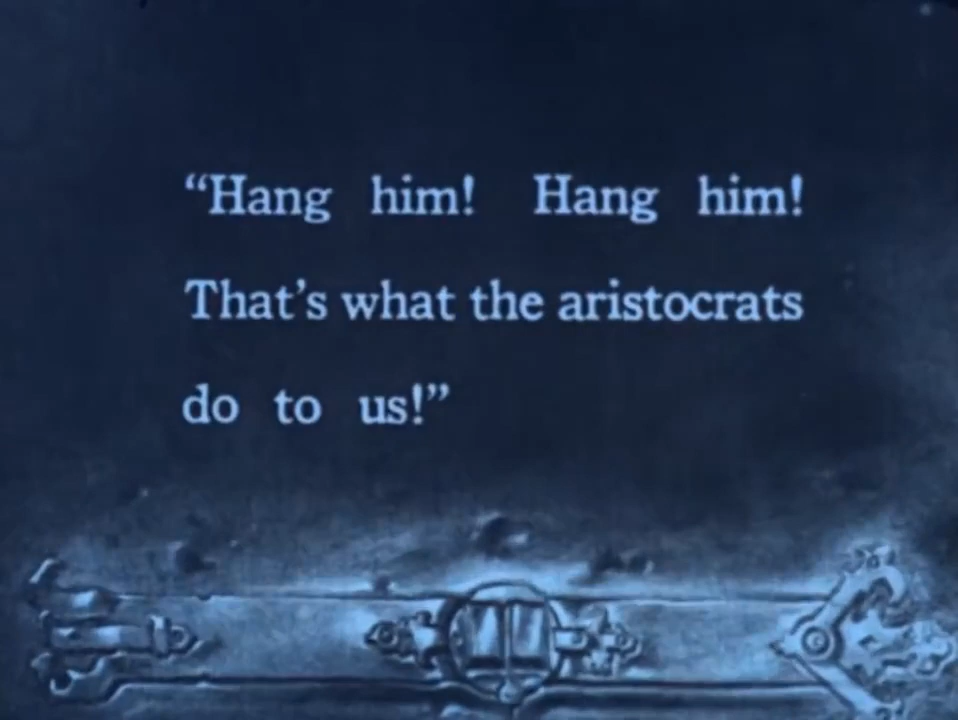 “Hang him! Hang him!
That’s what the aristocrats
do to us!”